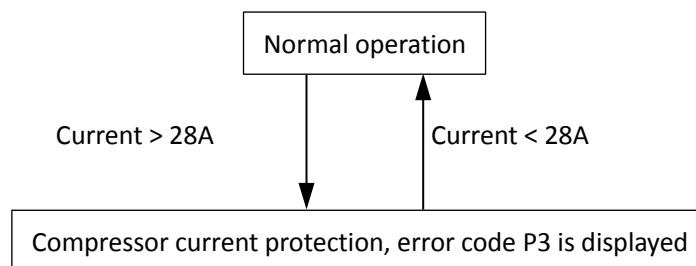 Normal operation
Current > 28A
Current < 28A
Compressor current protection, error code P3 is displayed